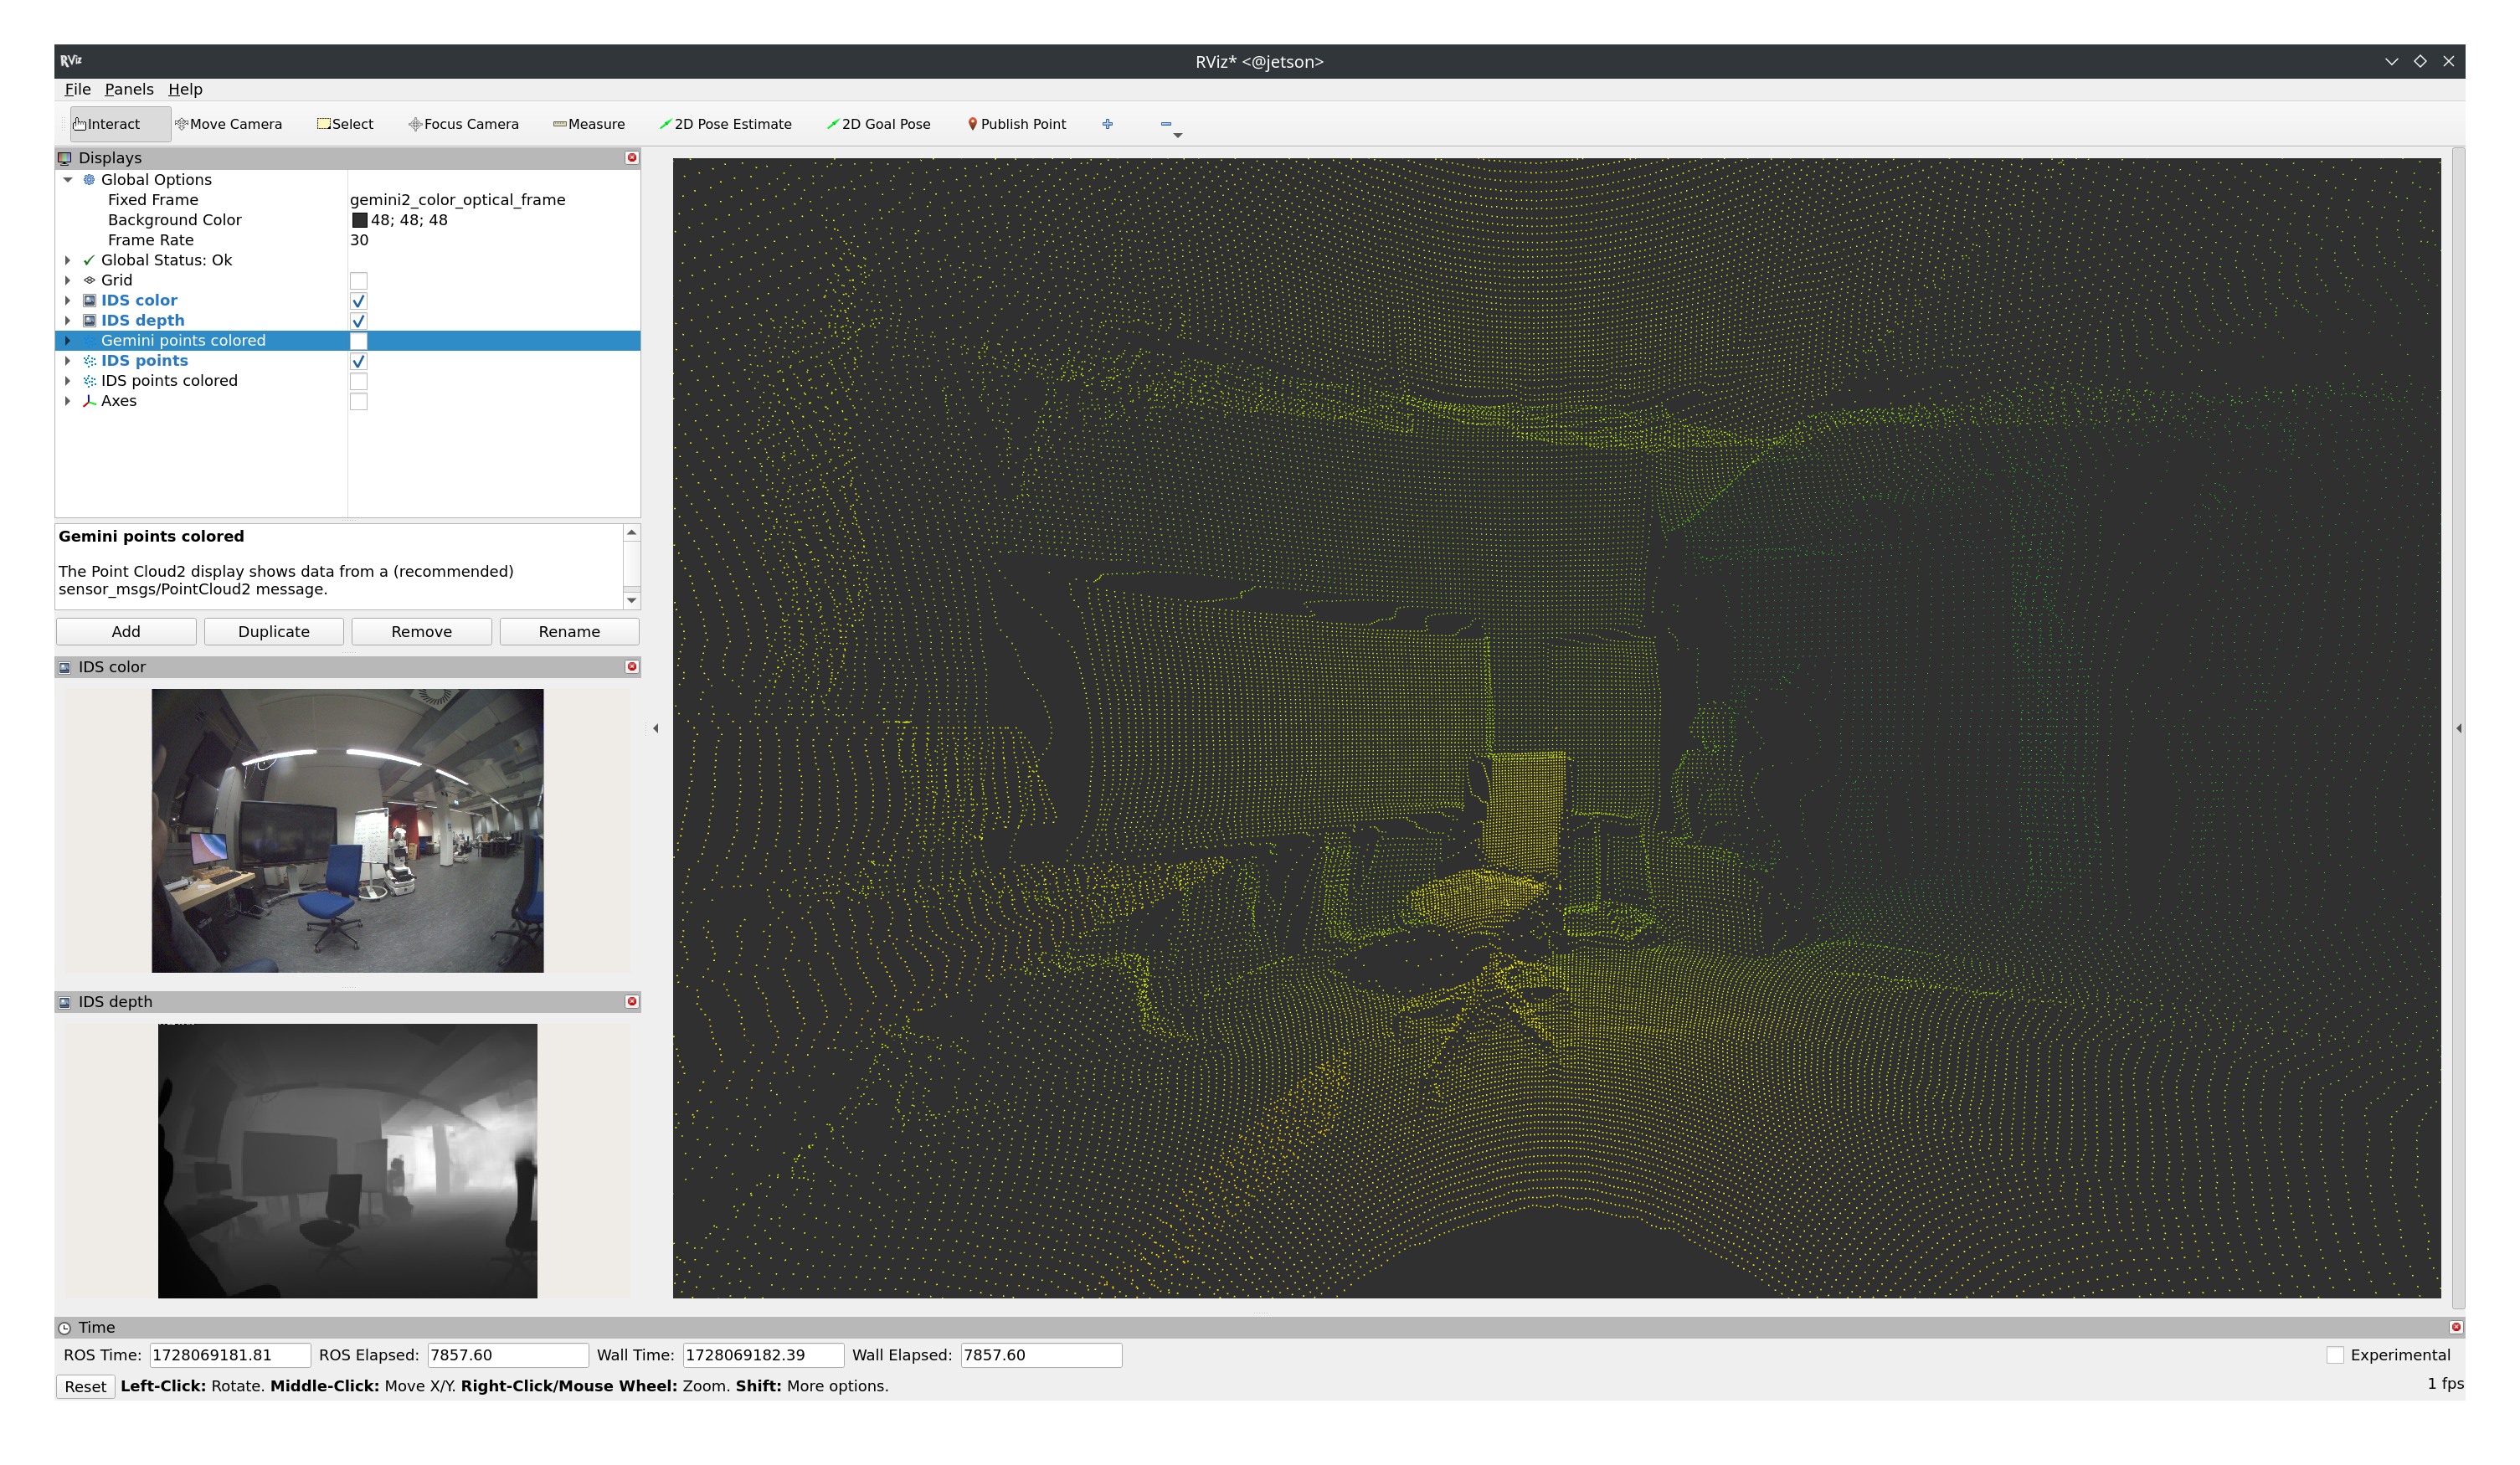 RViz
RViz* <@jetson>
File Panels Help
Interact Move Camera Select Focus Camera Measure 2D Pose Estimate 2D Goal Pose Publish Point
Displays
Global Options
Fixed Frame gemini2_color_optical_frame
Background Color 48; 48; 48
Frame Rate 30
Global Status: Ok
Grid
IDS color
IDS depth
Gemini points colored
IDS points
IDS points colored
Axes
Gemini points colored
The Point Cloud2 display shows data from a (recommended)
sensor_msgs/PointCloud2 message.
Add Duplicate Remove Rename
IDS color
IDS depth
Time
ROS Time: 1728069181.81 ROS Elapsed: 7857.60 Wall Time: 1728069182.39 Wall Elapsed: 7857.60 Experimental
Reset Left-Click: Rotate. Middle-Click: Move X/Y. Right-Click/Mouse Wheel: Zoom. Shift: More options. 1 fps